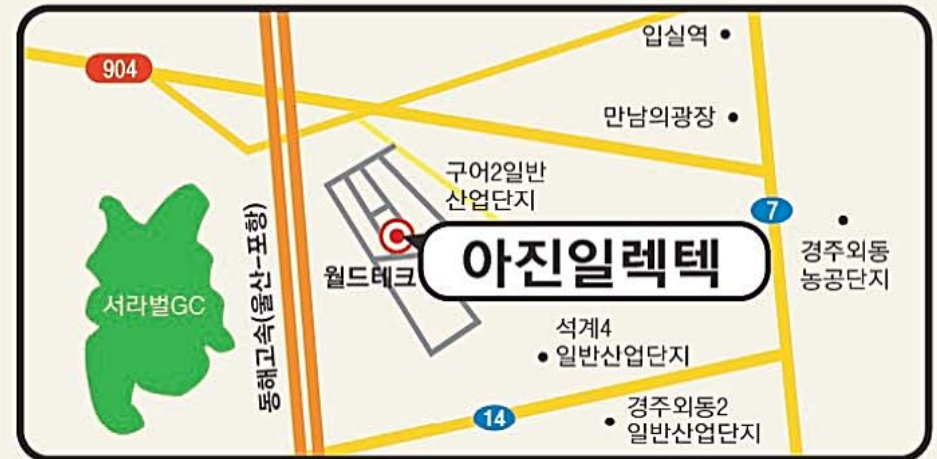 입실역
904
만남의광장
구어2일반
산업단지
7
아진일렉텍
경주외동
농공단지
월드테크
서라벌GC
동해고속(울산-포항)
석계4
일반산업단지
14
경주외동2
일반산업단지